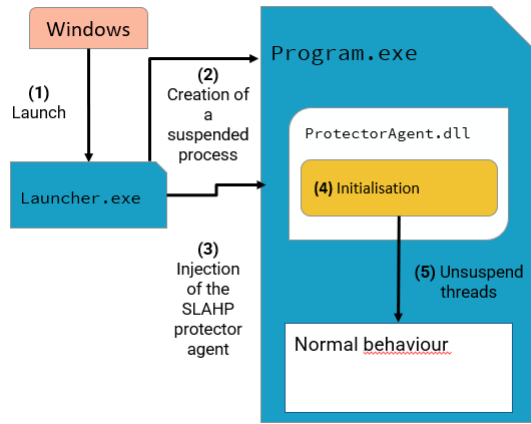 Windows
(1)
Launch
Launcher.exe
(2)
Creation of
a
suspended
process
(3)
Injection
of the
SLAHP
protector
agent
Program.exe
ProtectorAgent.dll
(4) Initialisation
(5) Unsuspend
threads
Normal behaviour